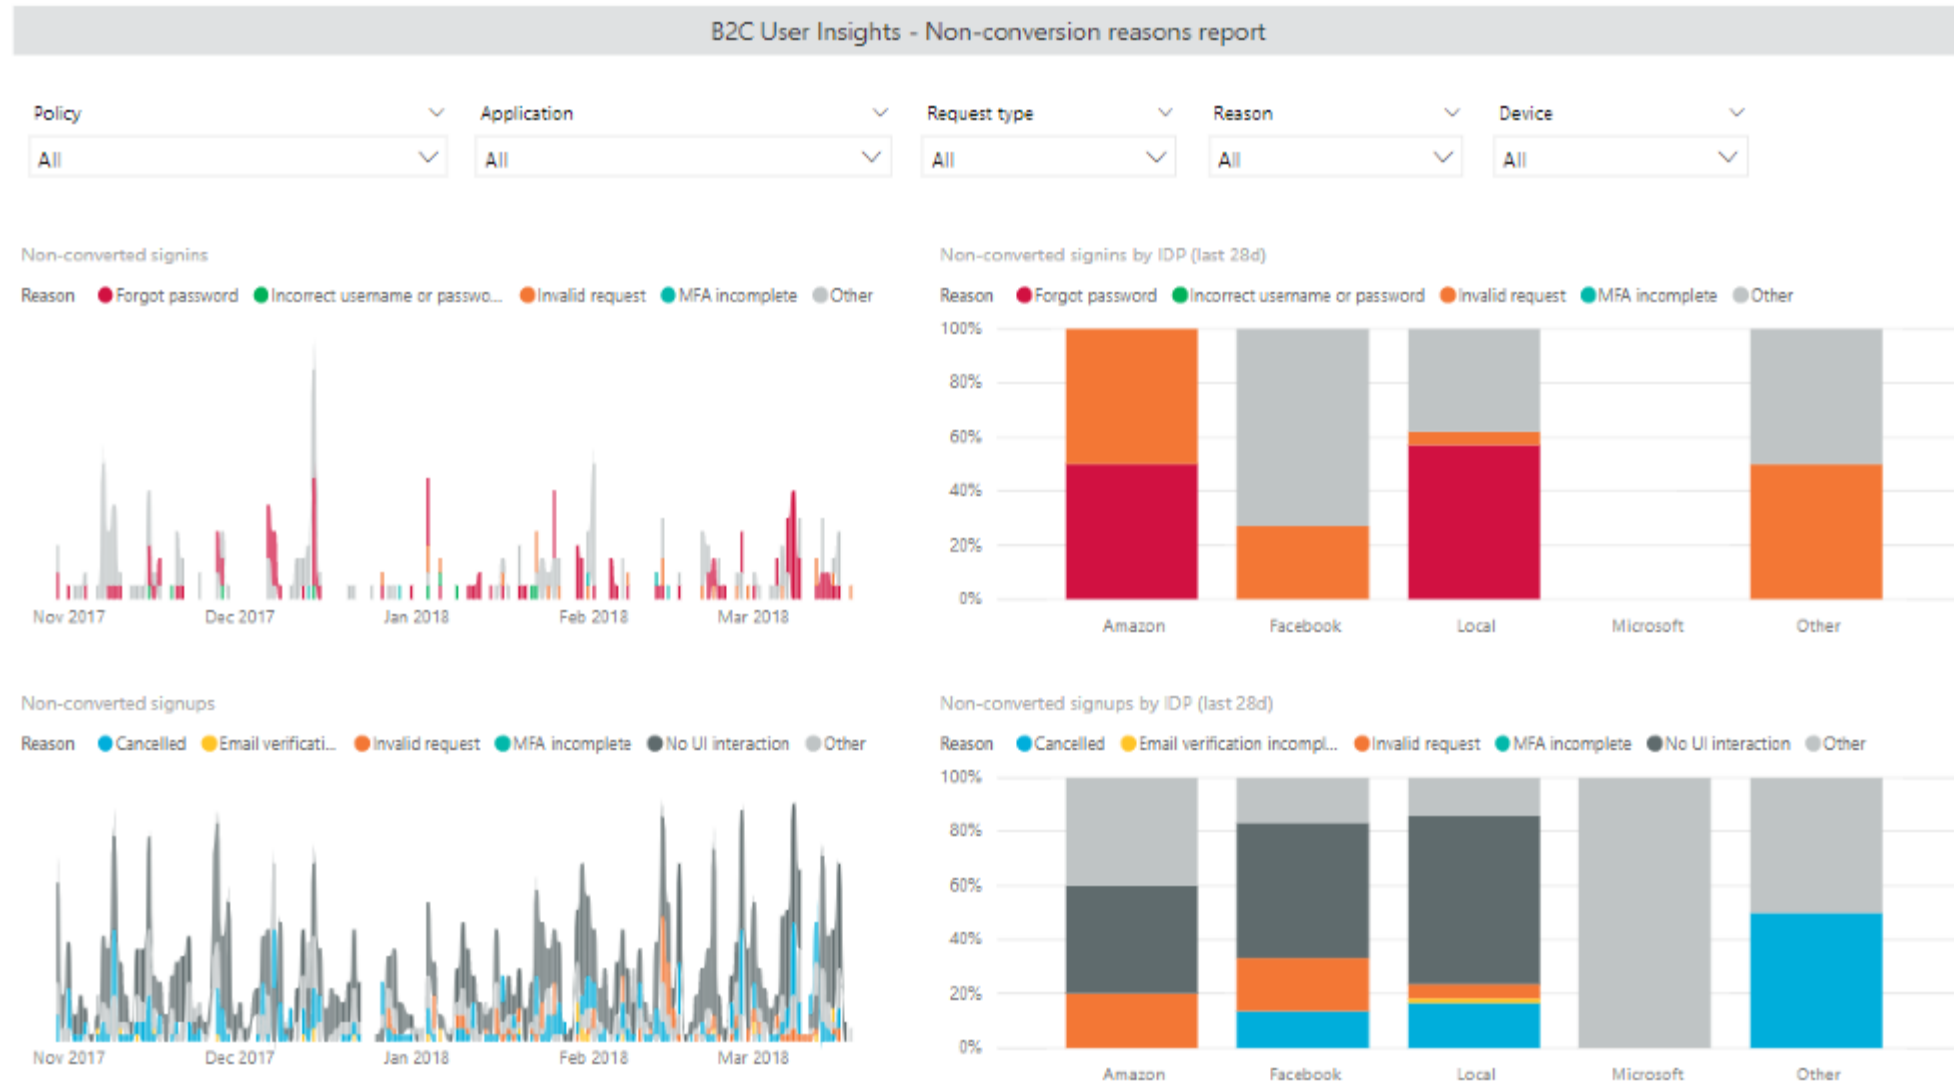 B2C User Insights - Non-conversion reasons report
Policy Application Request type Reason Device
All All All All All
Non-converted signins
Reason Forgot password Incorrect username or passwo... Invalid request MFA incomplete Other
Nov 2017 Dec 2017 Jan 2018 Feb 2018 Mar 2018
Non-converted signins by IDP (last 28d)
Reason Forgot password Incorrect username or password Invalid request MFA incomplete Other
100%
80%
60%
40%
20%
0%
Amazon Facebook Local Microsoft Other
Non-converted signups
Reason Cancelled Email verificati... Invalid request MFA incomplete No UI interaction Other
Nov 2017 Dec 2017 Jan 2018 Feb 2018 Mar 2018
Non-converted signups by IDP (last 28d)
Reason Cancelled Email verification incompl... Invalid request MFA incomplete No UI interaction Other
100%
80%
60%
40%
20%
0%
Amazon Facebook Local Microsoft Other